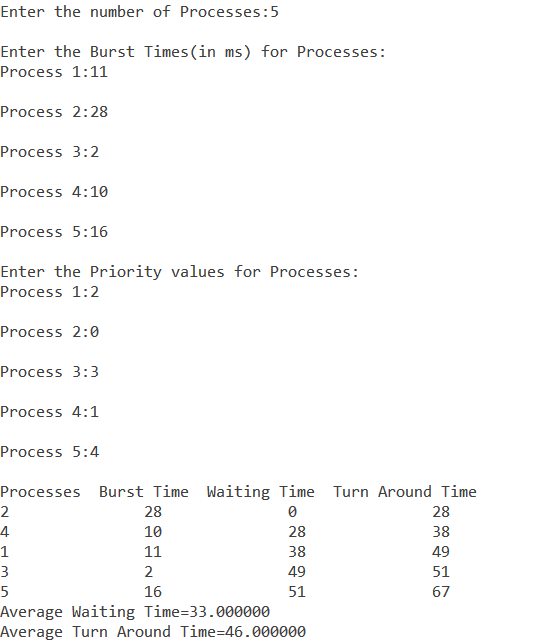 Enter the number of Processes:5
Enter the Burst Times(in ms) for Processes:
Process 1:11
Process 2:28
Process 3:2
Process 4:10
Process 5:16
Enter the Priority values for Processes:
Process 1:2
Process 2:0
Process 3:3
Process 4:1
Process 5:4
Processes  Burst Time  Waiting Time  Turn Around Time
2               28              0               28
4               10              28              38
1               11              38              49
3               2               49              51
5               16              51              67
Average Waiting Time=33.000000
Average Turn Around Time=46.000000